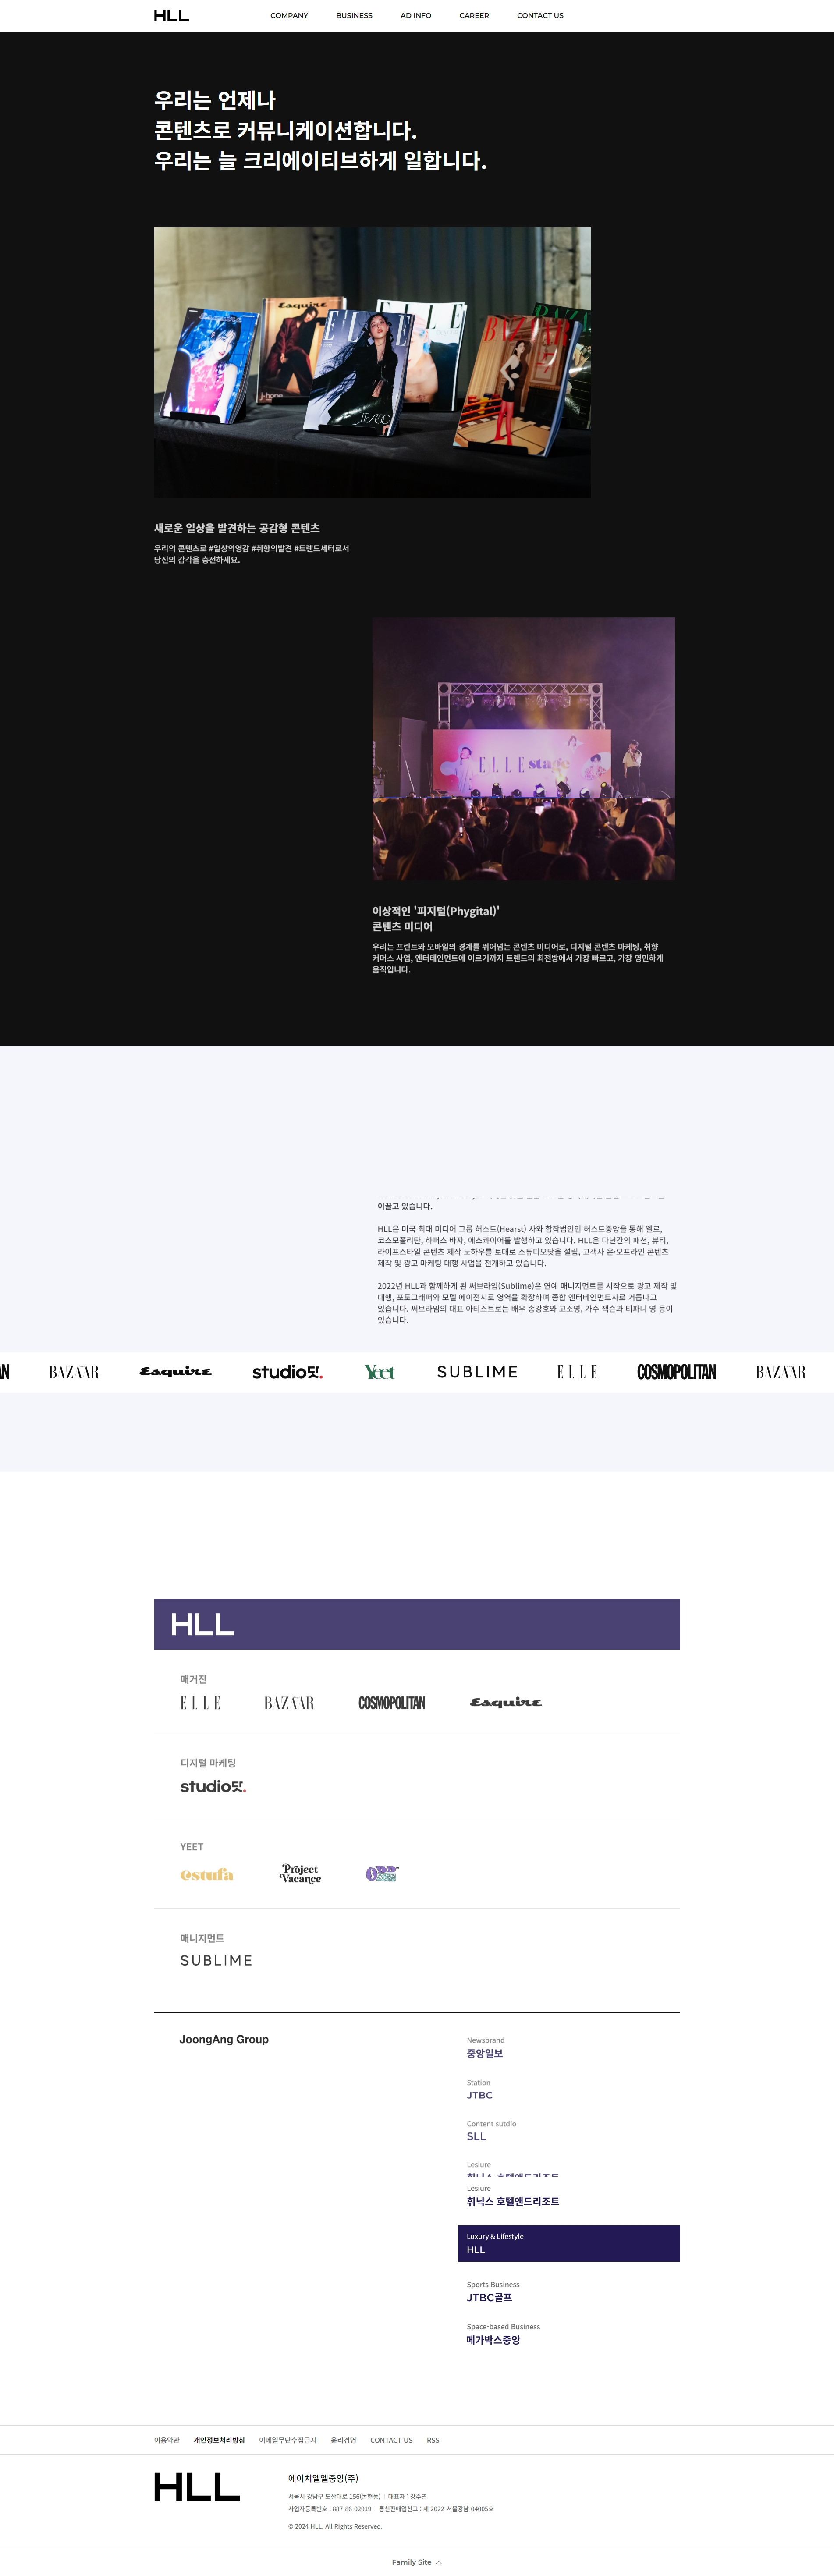 HLL
COMPANY
BUSINESS
AD INFO
CAREER
CONTACT US
우리는 언제나
콘텐츠로 커뮤니케이션합니다.
우리는 늘 크리에이티브하게 일합니다.
Esquire
ELLE
BAZAAR
j-hope
새로운 일상을 발견하는 공감형 콘텐츠
우리의 콘텐츠로 #일상의영감 #취향의발견 #트렌드세터로서
당신의 감각을 충전하세요.
ELLE stage
이상적인 '피지털(Phygital)'
콘텐츠 미디어
우리는 프린트와 모바일의 경계를 뛰어넘는 콘텐츠 미디어로, 디지털 콘텐츠 마케팅, 취향
커머스 사업, 엔터테인먼트에 이르기까지 트렌드의 최전방에서 가장 빠르고, 가장 영민하게
움직입니다.
이끌고 있습니다.
HLL은 미국 최대 미디어 그룹 허스트(Hearst) 사와 합작법인인 허스트중앙을 통해 엘르,
코스모폴리탄, 하퍼스 바자, 에스콰이어를 발행하고 있습니다. HLL은 다년간의 패션, 뷰티,
라이프스타일 콘텐츠 제작 노하우를 토대로 스튜디오닷을 설립, 고객사 온·오프라인 콘텐츠
제작 및 광고 마케팅 대행 사업을 전개하고 있습니다.
2022년 HLL과 함께하게 된 써브라임(Sublime)은 연예 매니지먼트를 시작으로 광고 제작 및
대행, 포토그래퍼와 모델 에이전시로 영역을 확장하며 종합 엔터테인먼트사로 거듭나고
있습니다. 써브라임의 대표 아티스트로는 배우 송강호와 고소영, 가수 잭슨과 티파니 영 등이
있습니다.
AN BAZAAR Esquire studio닷. Yeet SUBLIME ELLE COSMOPOLITAN BAZAAR
HLL
매거진
ELLE BAZAAR COSMOPOLITAN Esquire
디지털 마케팅
studio닷.
YEET
ostufa Project
Vacance
매니지먼트
SUBLIME
JoongAng Group
Newsbrand
중앙일보
Station
JTBC
Content sutdio
SLL
Lesiure
휘닉스 호텔앤드리조트
Lesiure
휘닉스 호텔앤드리조트
Luxury & Lifestyle
HLL
Sports Business
JTBC골프
Space-based Business
메가박스중앙
이용약관 개인정보처리방침 이메일무단수집금지 윤리경영 CONTACT US RSS
HLL
에이치엘엘중앙(주)
서울시 강남구 도산대로 156(논현동) | 대표자 : 강주연
사업자등록번호 : 887-86-02919 | 통신판매업신고 : 제 2022-서울강남-04005호
© 2024 HLL. All Rights Reserved.
Family Site